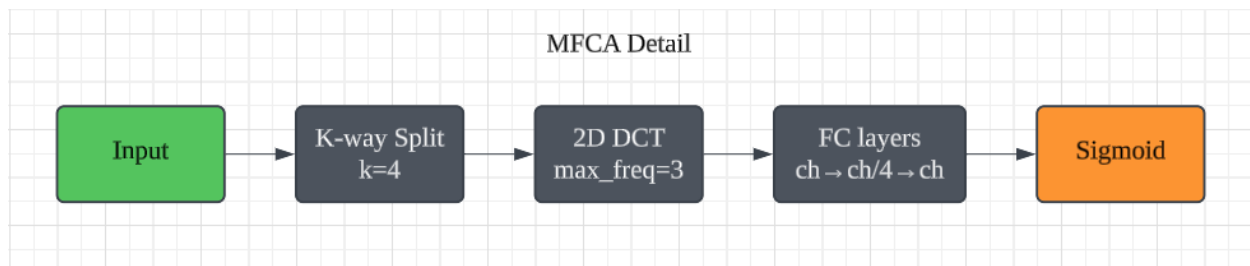 MFCA Detail
Input
K-way Split
k=4
2D DCT
max_freq=3
FC layers
ch→ch/4→ch
Sigmoid